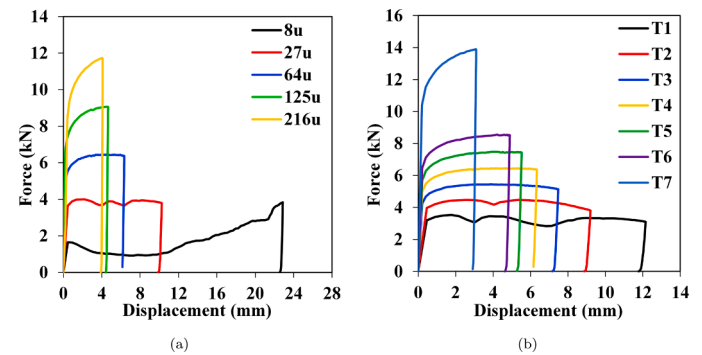 14
12
10
8
6
4
2
0
Force (kN)
0 4 8 12 16 20 24 28
Displacement (mm)
8u
27u
64u
125u
216u
(a)
16
14
12
10
8
6
4
2
0
Force (kN)
0 2 4 6 8 10 12 14
Displacement (mm)
T1
T2
T3
T4
T5
T6
T7
(b)